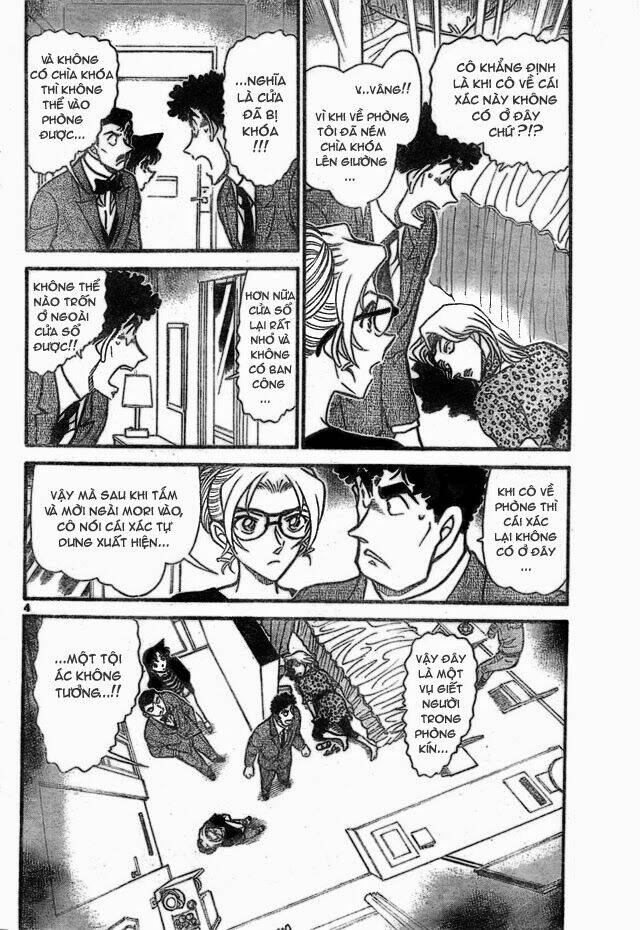 CÔ KHẲNG ĐỊNH
LÀ KHI CÔ VỀ CÁI
XÁC NÀY KHÔNG
CÓ Ở ĐÂY
CHỨ ?!?
V..VÂNG!!
VÌ KHI VỀ PHÒNG,
TÔI ĐÃ NÉM
CHÌA KHÓA
LÊN GIƯỜNG
...
...NGHĨA
LÀ CỬA
ĐÃ BỊ
KHÓA
!!!
VÀ KHÔNG
CÓ CHÌA KHÓA
THÌ KHÔNG
THỂ VÀO
PHÒNG
ĐƯỢC...
HƠN NỮA
CỬA SỔ
LẠI RẤT
NHỎ VÀ
KHÔNG
CÓ BAN
CÔNG
...
KHÔNG THỂ
NÀO TRỐN
Ở NGOÀI
CỬA SỔ
ĐƯỢC!!
KHI CÔ VỀ
PHÒNG THÌ
CÁI XÁC
LẠI KHÔNG
CÓ Ở ĐÂY
...
VẬY MÀ SAU KHI TẮM
VÀ MỜI NGÀI MORI VÀO,
CÔ NÓI CÁI XÁC TỰ
DƯNG XUẤT HIỆN...
4
VẬY ĐÂY
LÀ MỘT
VỤ GIẾT
NGƯỜI
TRONG
PHÒNG
KÍN...
...MỘT TỘI
ÁC KHÔNG
TƯỞNG...!!